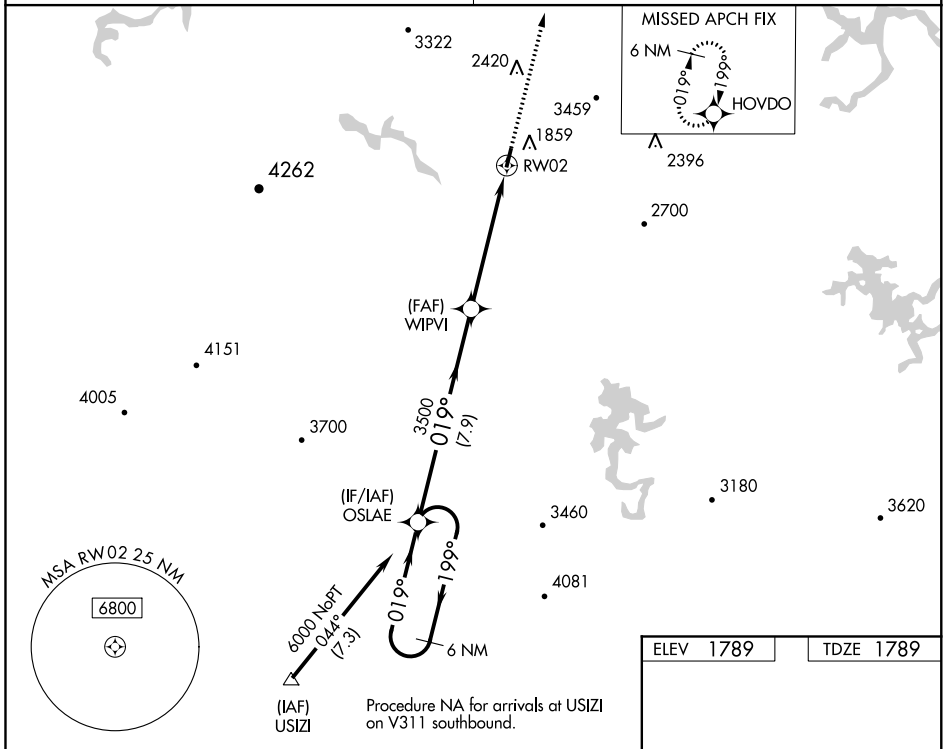 MISSED APCH FIX
6 NM
019°
199°
HOVDO
3322
2420
3459
1859
RW02
2396
4262
2700
(FAF)
WIPVI
4151
4005
3700
3500
019°
(7.9)
(IF/IAF)
OSLAE
3460
3180
3620
4081
MSA RW02 25 NM
6800
6000 NoPT
044°
(7.3)
019°
199°
6 NM
(IAF)
USIZI
Procedure NA for arrivals at USIZI
on V311 southbound.
ELEV 1789
TDZE 1789